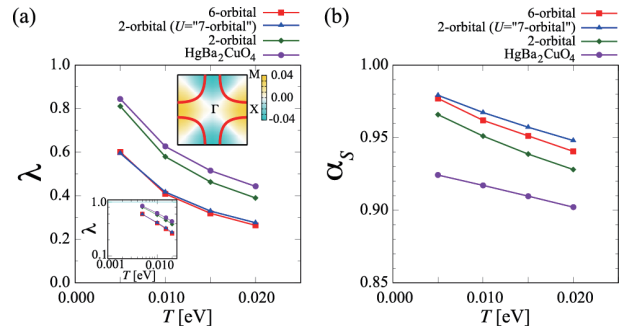 (a)
6-orbital
2-orbital (U="7-orbital")
2-orbital
HgBa₂CuO₄
1.0
0.8
0.6
0.4
0.2
0.0
λ
M
Γ
X
0.04
0.00
-0.04
λ
1.0
0.1
0.001
0.010
T [eV]
0.000
0.010
0.020
T [eV]
(b)
6-orbital
2-orbital (U="7-orbital")
2-orbital
HgBa₂CuO₄
1.00
0.95
0.90
0.85
α_S
0.000
0.010
0.020
T [eV]